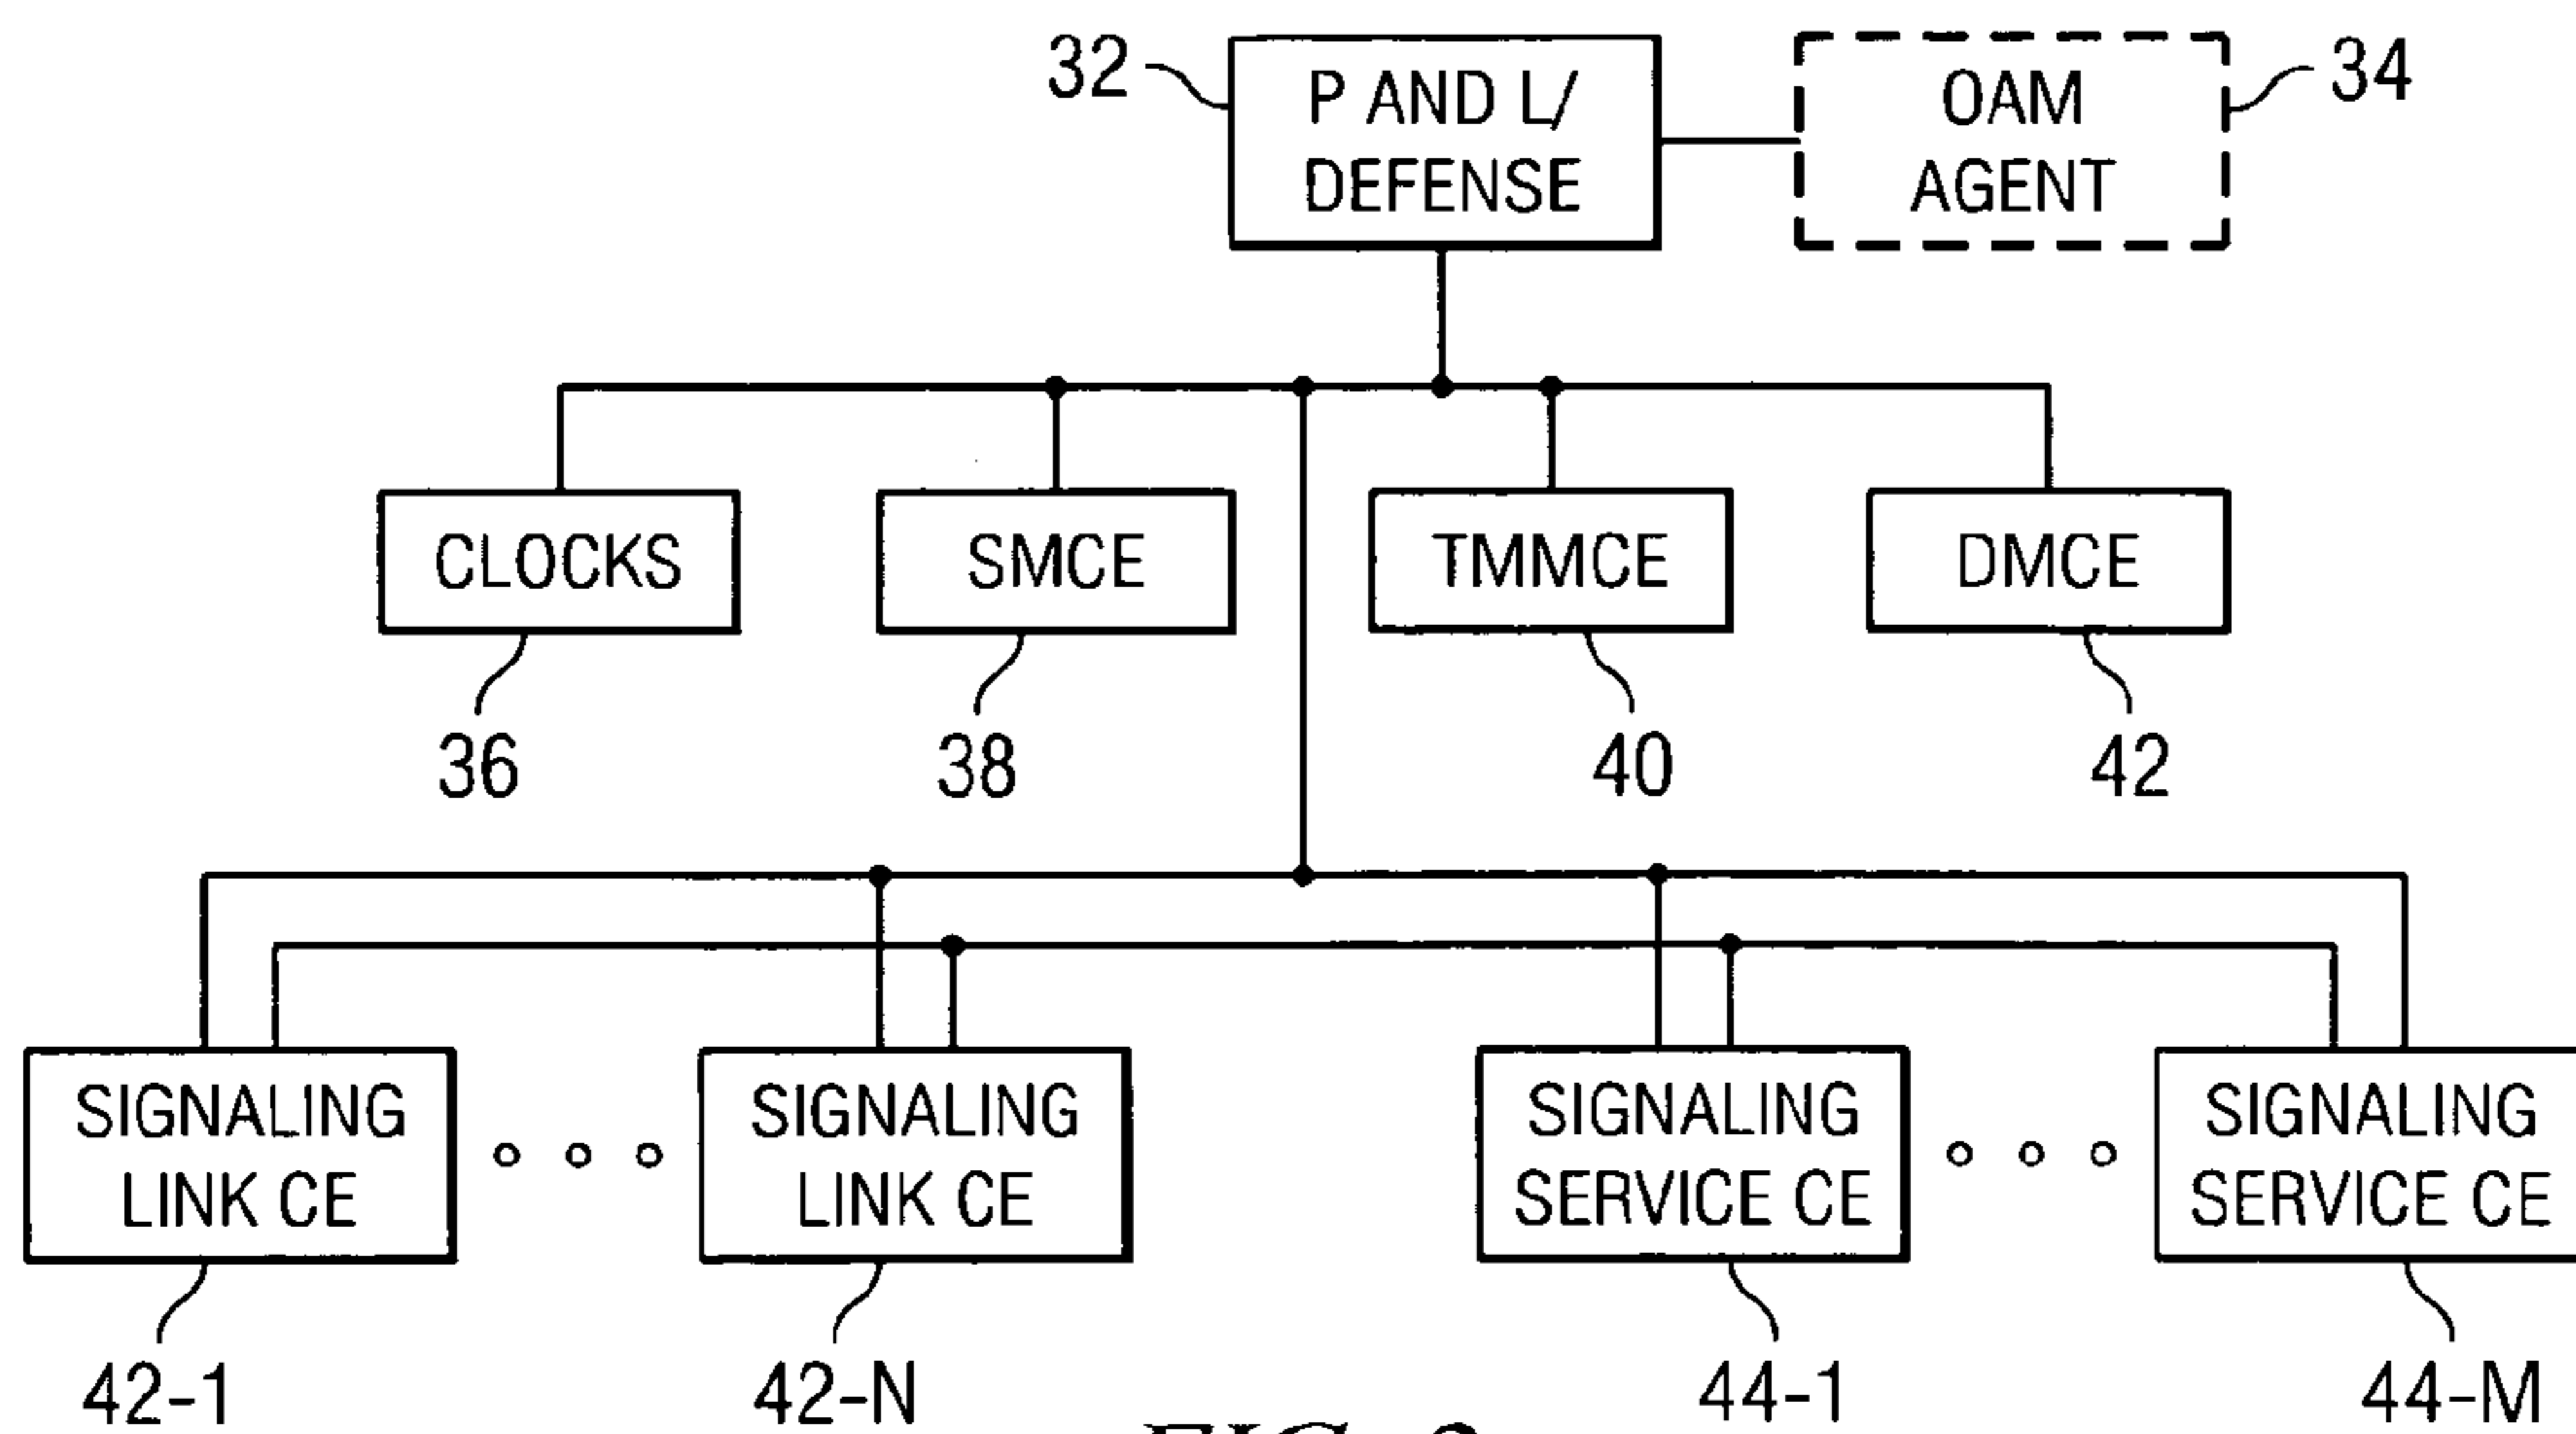 32
P AND L/
DEFENSE
OAM
AGENT
34
CLOCKS
SMCE
TMMCE
DMCE
36
38
40
42
SIGNALING
LINK CE
SIGNALING
LINK CE
SIGNALING
SERVICE CE
SIGNALING
SERVICE CE
42-1
42-N
44-1
44-M